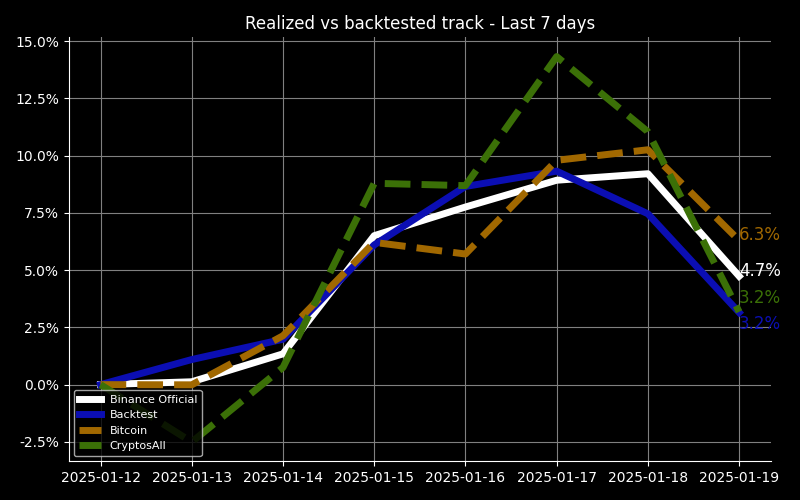 Realized vs backtested track - Last 7 days
15.0%
12.5%
10.0%
7.5%
5.0%
2.5%
0.0%
-2.5%
6.3%
4.7%
3.2%
3.2%
Binance Official
Backtest
Bitcoin
CryptosAll
2025-01-12 2025-01-13 2025-01-14 2025-01-15 2025-01-16 2025-01-17 2025-01-18 2025-01-19